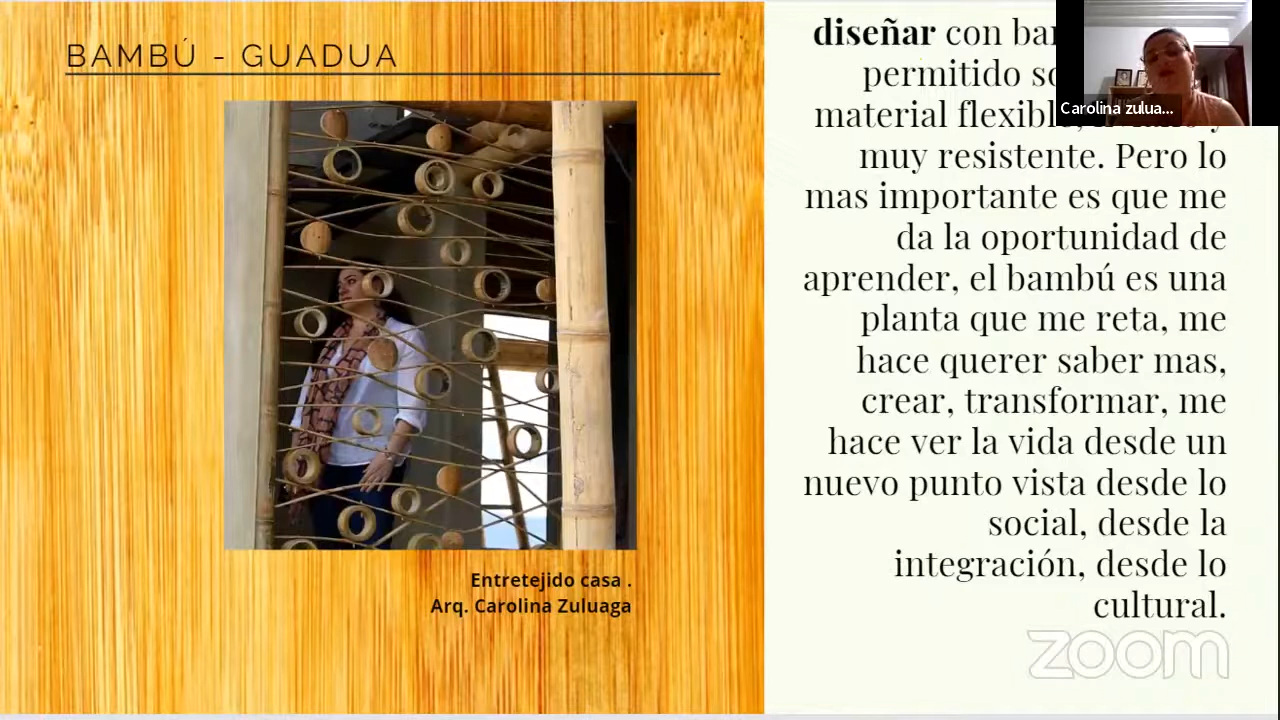 BAMBÚ - GUADUA
Entretejido casa .
Arq. Carolina Zuluaga
diseñar con
permitido
material
muy resistente. Pero lo
mas importante es que me
da la oportunidad de
aprender, el bambú es una
planta que me reta, me
hace querer saber mas,
crear, transformar, me
hace ver la vida desde un
nuevo punto vista desde lo
social, desde la
integración, desde lo
cultural.
Carolina zulua...
zoom